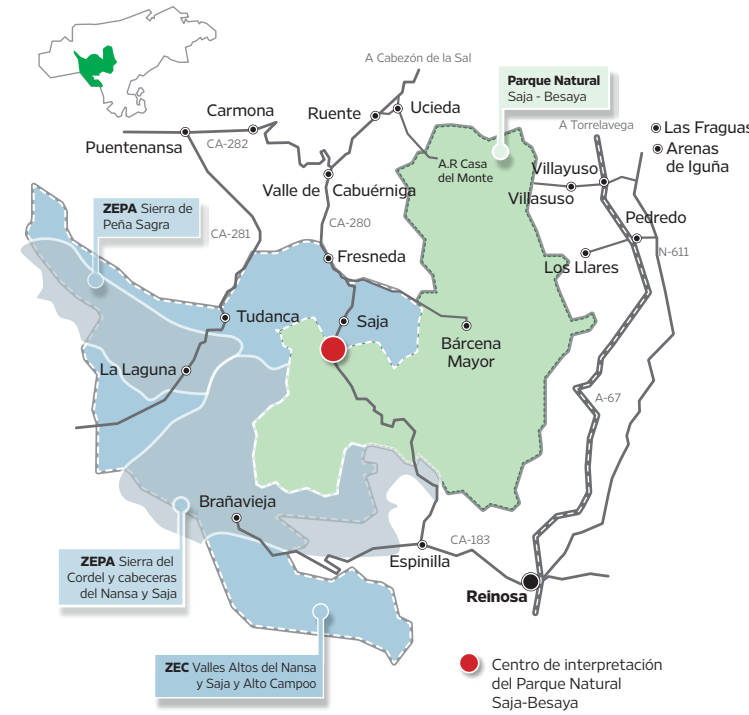 A Cabezón de la Sal
Parque Natural
Saja - Besaya
Carmona
Ruente
Ucieda
A Torrelavega
Las Fraguas
Puentenansa
CA-282
Arenas
de Iguña
A.R Casa
del Monte
Villayuso
Valle de Cabuérniga
Villasuso
ZEPA Sierra de
Peña Sagra
CA-281
CA-280
Pedredo
N-611
Fresneda
Los Llares
Tudanca
Saja
Bárcena
Mayor
La Laguna
A-67
Brañavieja
CA-183
Espinilla
ZEPA Sierra del
Cordel y cabeceras
del Nansa y Saja
Reinosa
ZEC Valles Altos del Nansa
y Saja y Alto Campoo
Centro de interpretación
del Parque Natural
Saja-Besaya